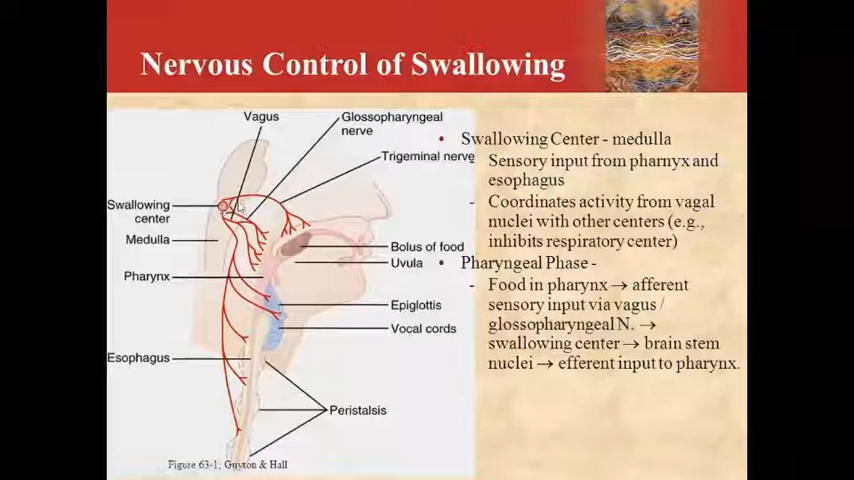 Nervous Control of Swallowing
Vagus
Glossopharyngeal
nerve
Trigeminal nerve
Swallowing
center
Medulla
Pharynx
Esophagus
Bolus of food
Uvula
Epiglottis
Vocal cords
Peristalsis
Figure 63-1; Guyton & Hall
• Swallowing Center - medulla
- Sensory input from pharnyx and
esophagus
- Coordinates activity from vagal
nuclei with other centers (e.g.,
inhibits respiratory center)
• Pharyngeal Phase -
- Food in pharynx → afferent
sensory input via vagus /
glossopharyngeal N. →
swallowing center → brain stem
nuclei → efferent input to pharynx.